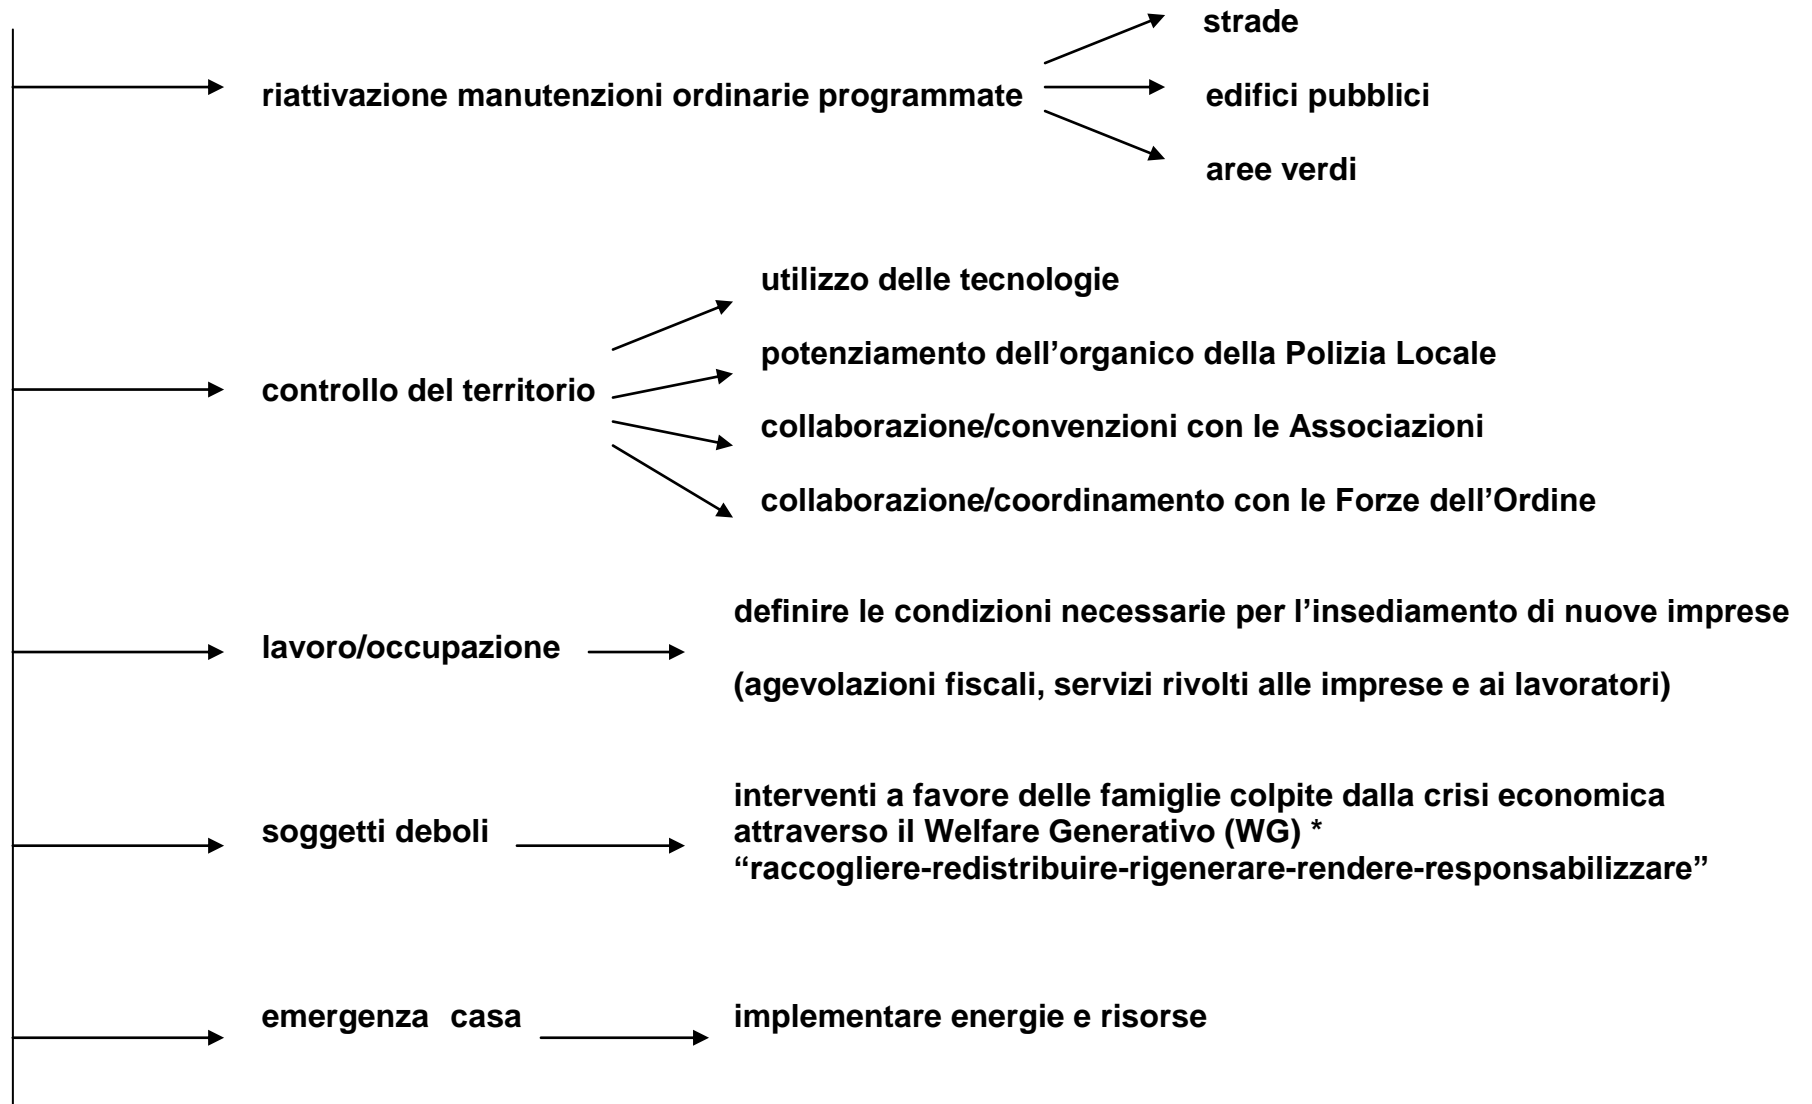 strade
riattivazione manutenzioni ordinarie programmate
edifici pubblici
aree verdi
utilizzo delle tecnologie
potenziamento dell’organico della Polizia Locale
controllo del territorio
collaborazione/convenzioni con le Associazioni
collaborazione/coordinamento con le Forze dell’Ordine
definire le condizioni necessarie per l’insediamento di nuove imprese
lavoro/occupazione
(agevolazioni fiscali, servizi rivolti alle imprese e ai lavoratori)
interventi a favore delle famiglie colpite dalla crisi economica
soggetti deboli
attraverso il Welfare Generativo (WG) *
“raccogliere-redistribuire-rigenerare-rendere-responsabilizzare”
emergenza casa
implementare energie e risorse